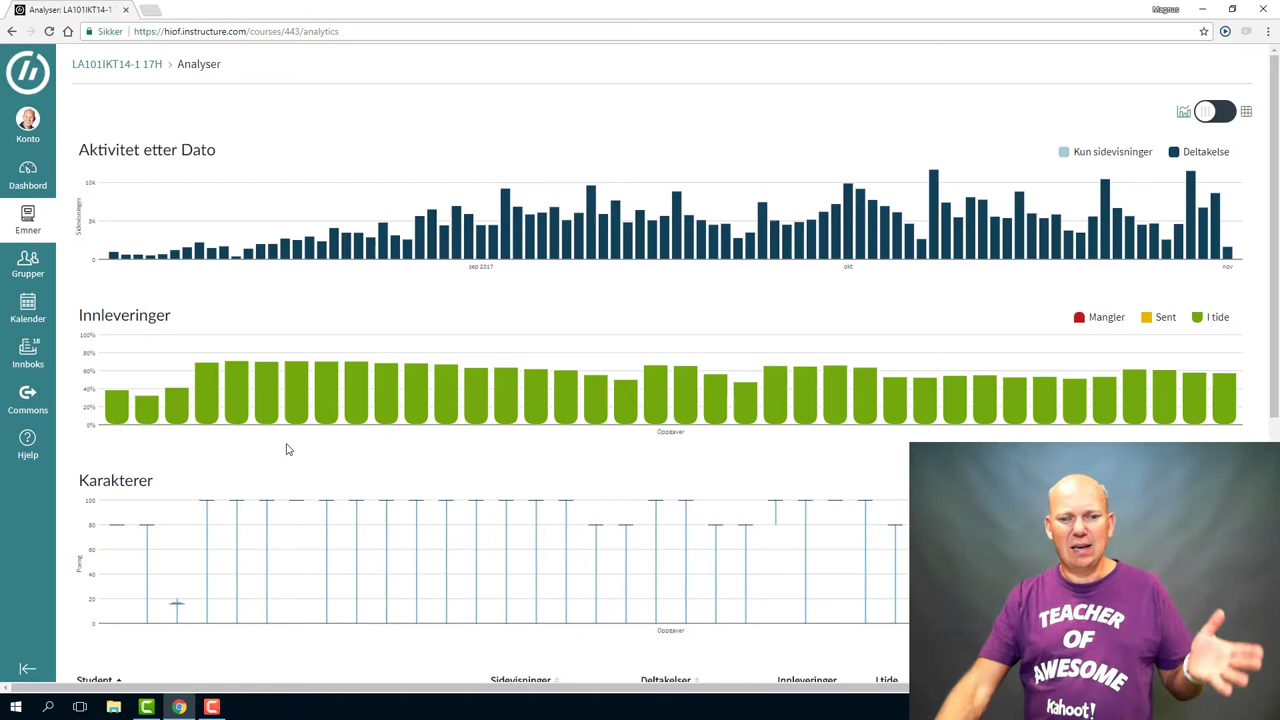 Analyser: LA101IKT14-1
Magnus
Sikker
https://hiof.instructure.com/courses/443/analytics
LA101IKT14-1 17H > Analyser
Konto
Dashbord
Emner
Grupper
Kalender
18
Innboks
Commons
Hjelp
Aktivitet etter Dato
Kun sidevisninger
Deltakelse
Sidevisninger
10k
5k
0
sep 2017
okt
nov
Innleveringer
Mangler
Sent
I tide
100%
80%
60%
40%
20%
0%
Oppgaver
Karakterer
Poeng
100
80
60
40
20
0
Oppgaver
Student
Sidevisninger
Deltakelser
Innleveringer
I tide
TEACHER
OF
AWESOME
Kahoot!